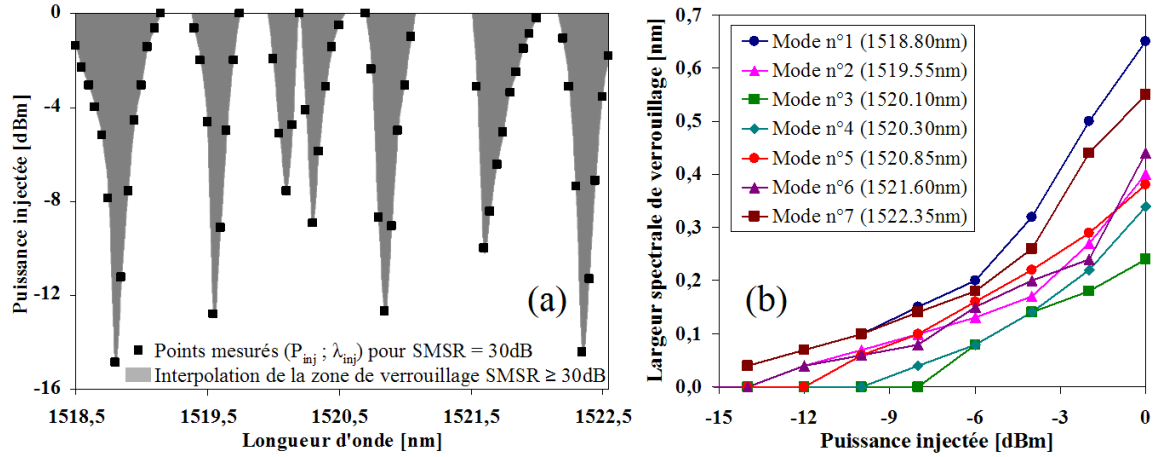 Puissance injectée [dBm]
0
-4
-8
-12
-16
(a)
Points mesurés (Pinj ; λinj) pour SMSR = 30dB
Interpolation de la zone de verrouillage SMSR ≥ 30dB
1518,5 1519,5 1520,5 1521,5 1522,5
Longueur d'onde [nm]
Largeur spectrale de verrouillage [nm]
0,7
0,6
0,5
0,4
0,3
0,2
0,1
0,0
Mode n°1 (1518.80nm)
Mode n°2 (1519.55nm)
Mode n°3 (1520.10nm)
Mode n°4 (1520.30nm)
Mode n°5 (1520.85nm)
Mode n°6 (1521.60nm)
Mode n°7 (1522.35nm)
(b)
-15 -12 -9 -6 -3 0
Puissance injectée [dBm]